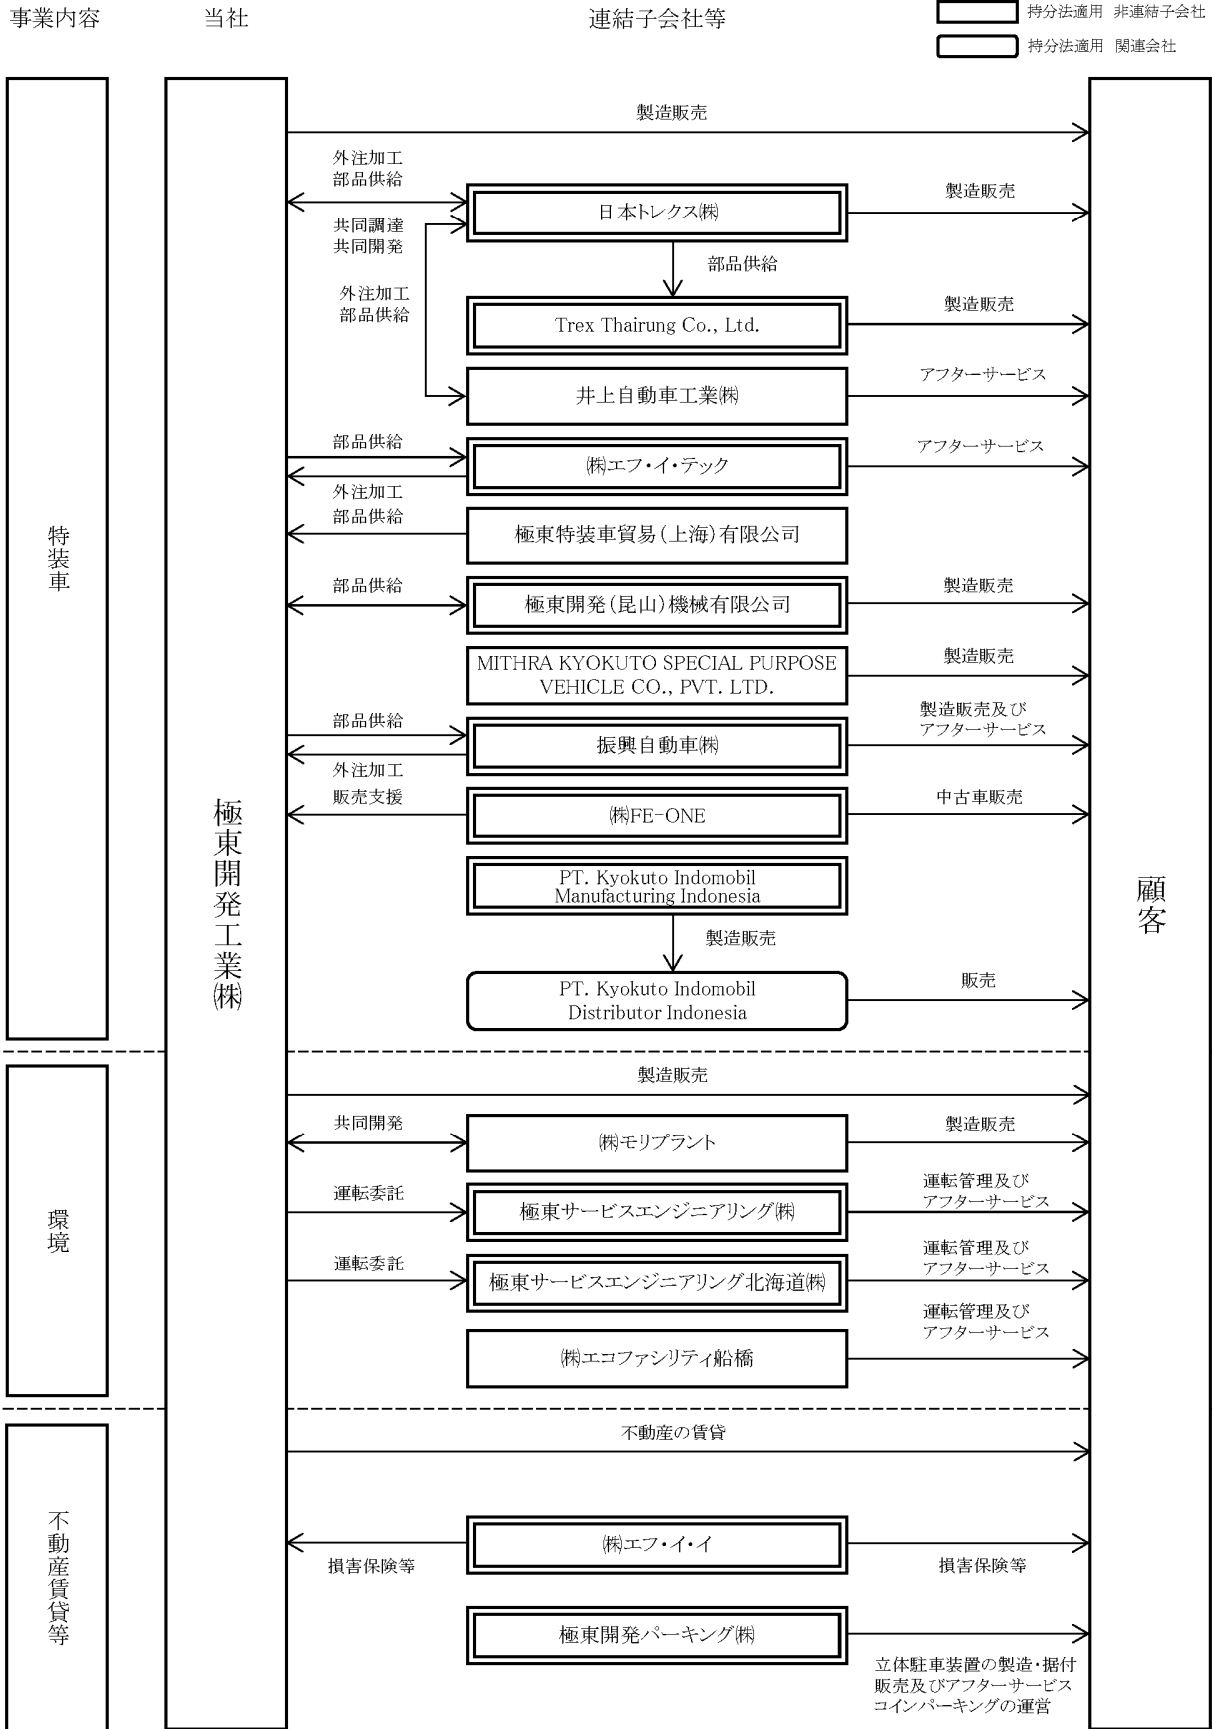 事業内容
当社
連結子会社等
持分法適用 非連結子会社
持分法適用 関連会社
製造販売
外注加工
部品供給
日本トレクス㈱
製造販売
共同調達
共同開発
部品供給
外注加工
部品供給
Trex Thairung Co., Ltd.
製造販売
井上自動車工業㈱
アフターサービス
部品供給
㈱エフ・イ・テック
アフターサービス
外注加工
部品供給
極東特装車貿易(上海)有限公司
特装車
部品供給
極東開発(昆山)機械有限公司
製造販売
MITHRA KYOKUTO SPECIAL PURPOSE
VEHICLE CO., PVT. LTD.
製造販売
部品供給
振興自動車㈱
製造販売及び
アフターサービス
外注加工
販売支援
㈱FE-ONE
中古車販売
極東開発工業㈱
顧客
PT. Kyokuto Indomobil
Manufacturing Indonesia
製造販売
PT. Kyokuto Indomobil
Distributor Indonesia
販売
製造販売
共同開発
㈱モリプラント
製造販売
環境
運転委託
極東サービスエンジニアリング㈱
運転管理及び
アフターサービス
運転委託
極東サービスエンジニアリング北海道㈱
運転管理及び
アフターサービス
㈱エコファシリティ船橋
運転管理及び
アフターサービス
不動産の賃貸
不動産賃貸等
㈱エフ・イ・イ
損害保険等
損害保険等
極東開発パーキング㈱
立体駐車装置の製造・据付
販売及びアフターサービス
コインパーキングの運営